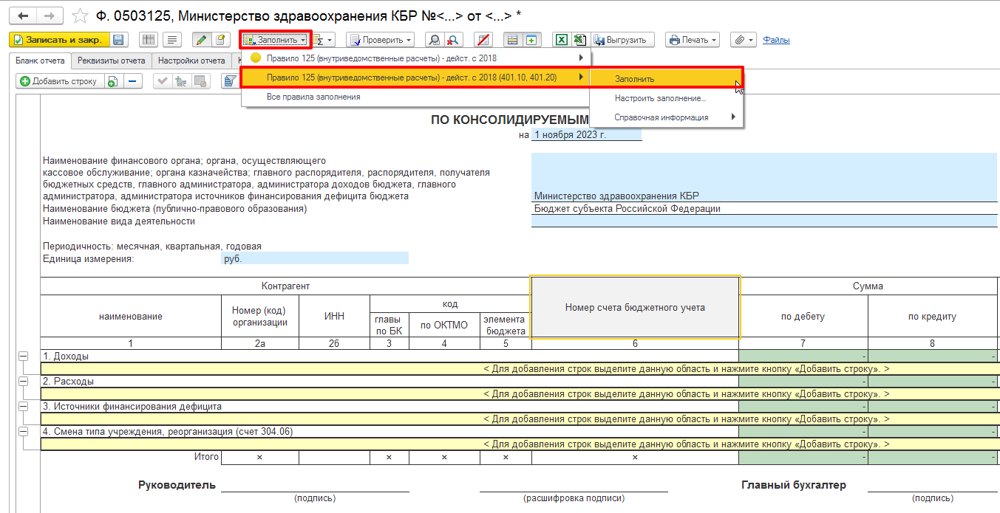 Ф. 0503125, Министерство здравоохранения КБР №<...> от <...> *
Записать и закр. Заполнить Проверить Выгрузить Печать Файлы
Бланк отчета Реквизиты отчета Настройки отчета
Правило 125 (внутриведомственные расчеты) - дейст. с 2018
Добавить строку
Правило 125 (внутриведомственные расчеты) - дейст. с 2018 (401.10, 401.20) Заполнить
Все правила заполнения
Настроить заполнение...
Справочная информация
ПО КОНСОЛИДИРУЕМЫМ
на 1 ноября 2023 г.
Наименование финансового органа; органа, осуществляющего
кассовое обслуживание; органа казначейства; главного распорядителя, распорядителя, получателя
бюджетных средств, главного администратора, администратора доходов бюджета, главного
администратора, администратора источников финансирования дефицита бюджета Министерство здравоохранения КБР
Наименование бюджета (публично-правового образования) Бюджет субъекта Российской Федерации
Наименование вида деятельности
Периодичность: месячная, квартальная, годовая
Единица измерения: руб.
Контрагент
Номер счета бюджетного учета
Сумма
наименование
Номер (код)
организации
ИНН
код
главы
по БК
по ОКТМО
элемента
бюджета
по дебету
по кредиту
1 2а 2б 3 4 5 6 7 8
1. Доходы - -
< Для добавления строк выделите данную область и нажмите кнопку «Добавить строку». >
2. Расходы - -
< Для добавления строк выделите данную область и нажмите кнопку «Добавить строку». >
3. Источники финансирования дефицита - -
< Для добавления строк выделите данную область и нажмите кнопку «Добавить строку». >
4. Смена типа учреждения, реорганизация (счет 304.06) - -
< Для добавления строк выделите данную область и нажмите кнопку «Добавить строку». >
Итого × × × × × - -
Руководитель Главный бухгалтер
(подпись) (расшифровка подписи) (подпись)